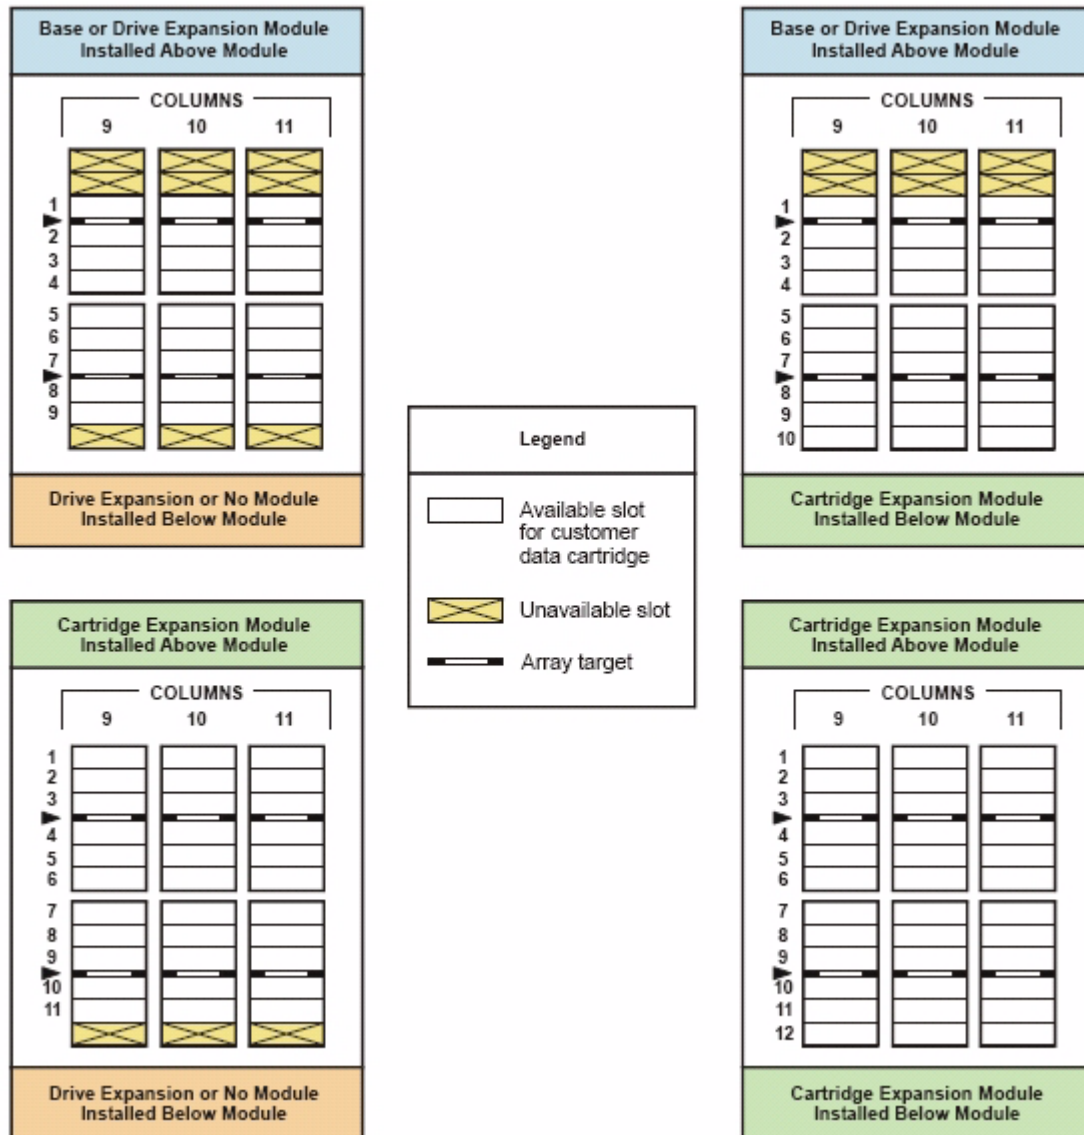 Base or Drive Expansion Module
Installed Above Module
COLUMNS
9 10 11
1
2
3
4
5
6
7
8
9
Drive Expansion or No Module
Installed Below Module
Base or Drive Expansion Module
Installed Above Module
COLUMNS
9 10 11
1
2
3
4
5
6
7
8
9
10
Cartridge Expansion Module
Installed Below Module
Legend
Available slot
for customer
data cartridge
Unavailable slot
Array target
Cartridge Expansion Module
Installed Above Module
COLUMNS
9 10 11
1
2
3
4
5
6
7
8
9
10
11
Drive Expansion or No Module
Installed Below Module
Cartridge Expansion Module
Installed Above Module
COLUMNS
9 10 11
1
2
3
4
5
6
7
8
9
10
11
12
Cartridge Expansion Module
Installed Below Module